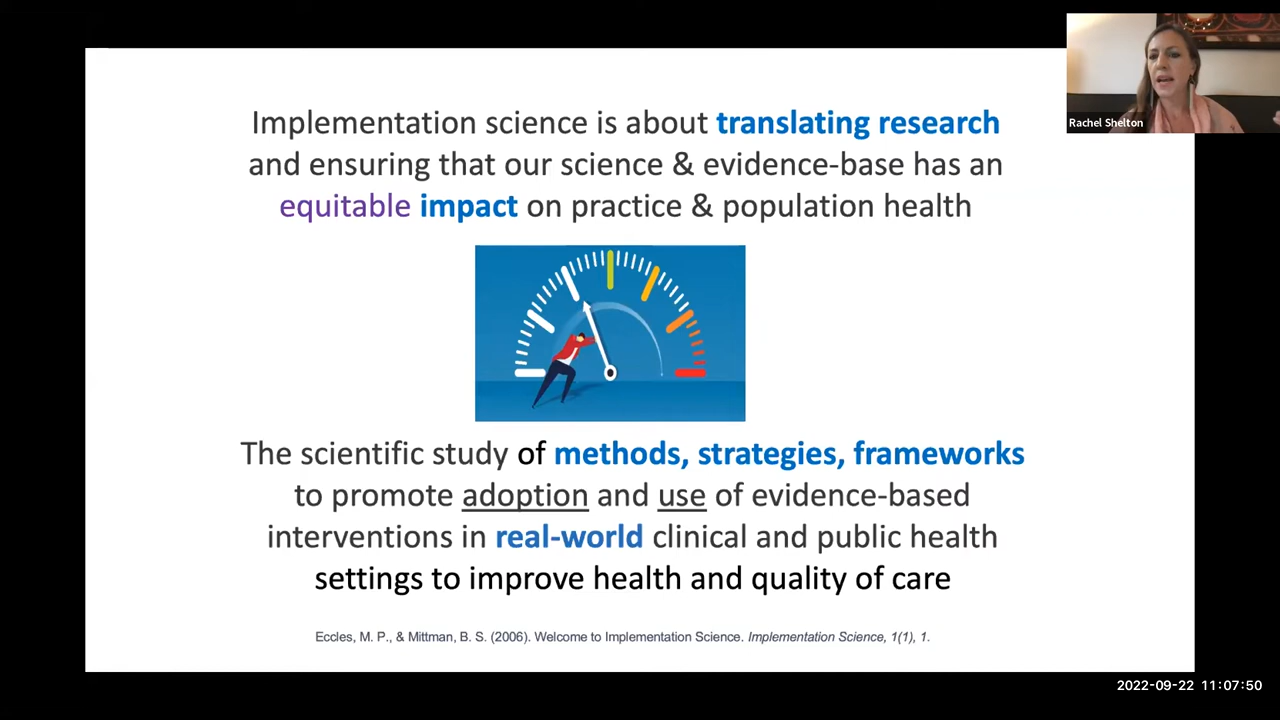 Implementation science is about translating research
and ensuring that our science & evidence-base has an
equitable impact on practice & population health
Rachel Shelton
The scientific study of methods, strategies, frameworks
to promote adoption and use of evidence-based
interventions in real-world clinical and public health
settings to improve health and quality of care
Eccles, M. P., & Mittman, B. S. (2006). Welcome to Implementation Science. Implementation Science, 1(1), 1.
2022-09-22 11:07:50